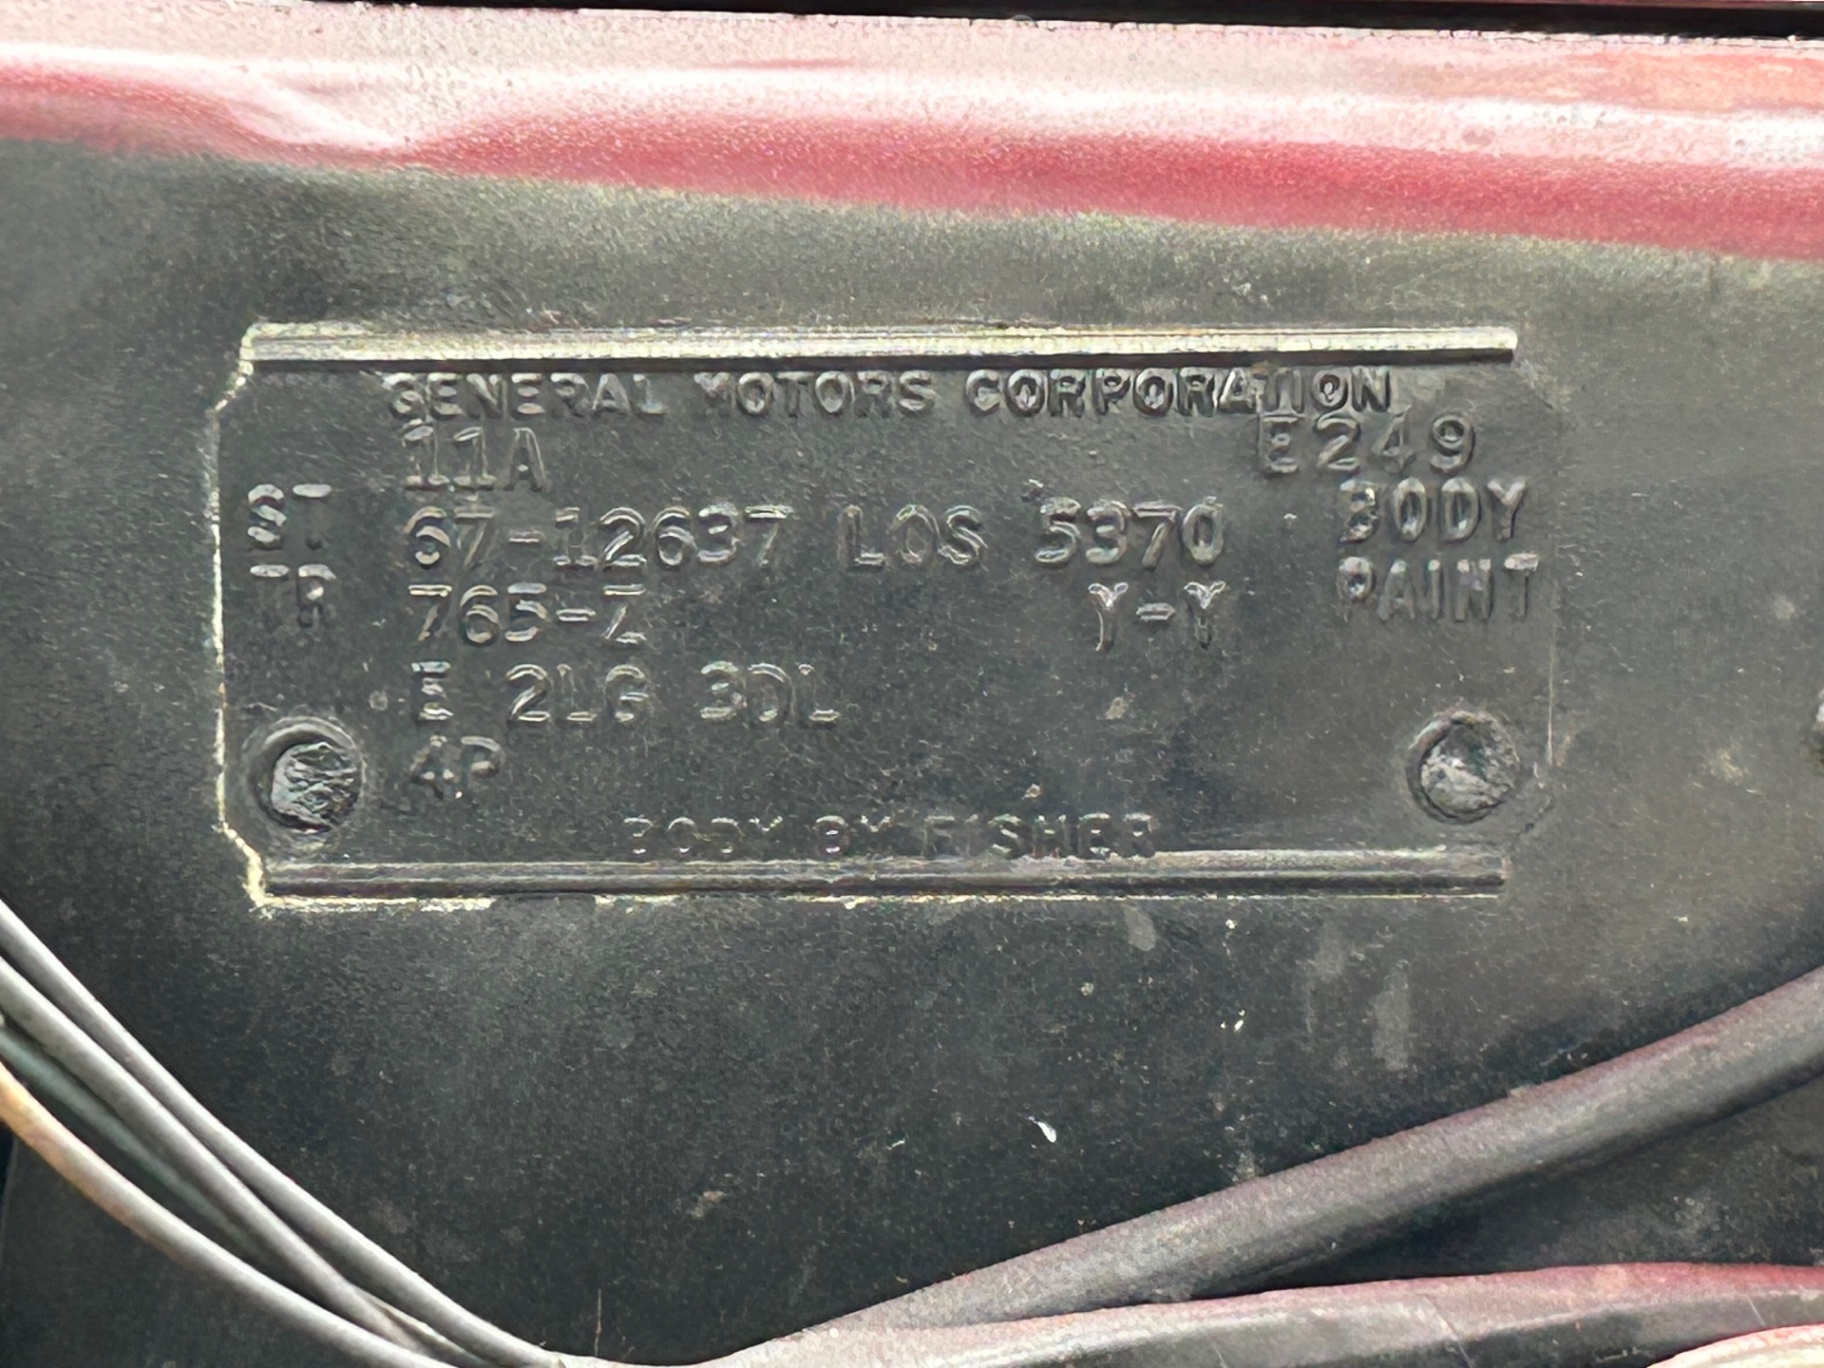 GENERAL MOTORS CORPORATION
11A E249
ST 67-12637 LOS 5370 BODY
TR 765-Z Y-Y PAINT
E 2LG 3DL
4P
BODY BY FISHER